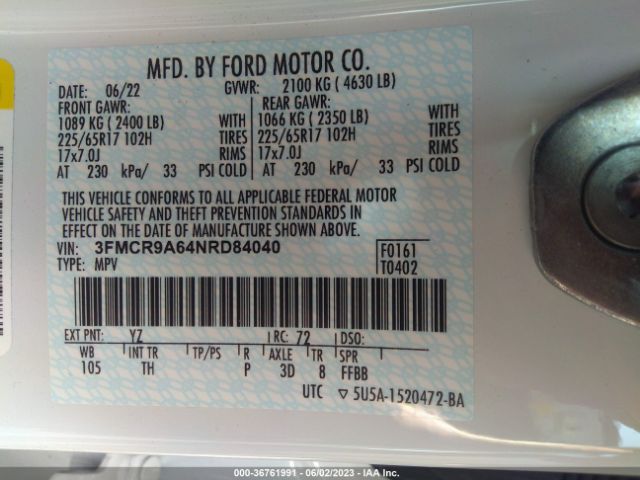 MFD. BY FORD MOTOR CO.
DATE: 06/22 GVWR: 2100 KG ( 4630 LB)
FRONT GAWR: REAR GAWR:
1089 KG ( 2400 LB) WITH 1066 KG ( 2350 LB) WITH
225/65R17 102H TIRES 225/65R17 102H TIRES
17x7.0J RIMS 17x7.0J RIMS
AT 230 kPa/ 33 PSI COLD AT 230 kPa/ 33 PSI COLD
THIS VEHICLE CONFORMS TO ALL APPLICABLE FEDERAL MOTOR
VEHICLE SAFETY AND THEFT PREVENTION STANDARDS IN
EFFECT ON THE DATE OF MANUFACTURE SHOWN ABOVE.
VIN: 3FMCR9A64NRD84040 F0161
TYPE: MPV T0402
EXT PNT: YZ RC: 72 DSO:
WB INT TR TP/PS R AXLE TR SPR
105 TH P 3D 8 FFBB
UTC ▽ 5U5A-1520472-BA
000-36761991 - 06/02/2023 - IAAI.COM